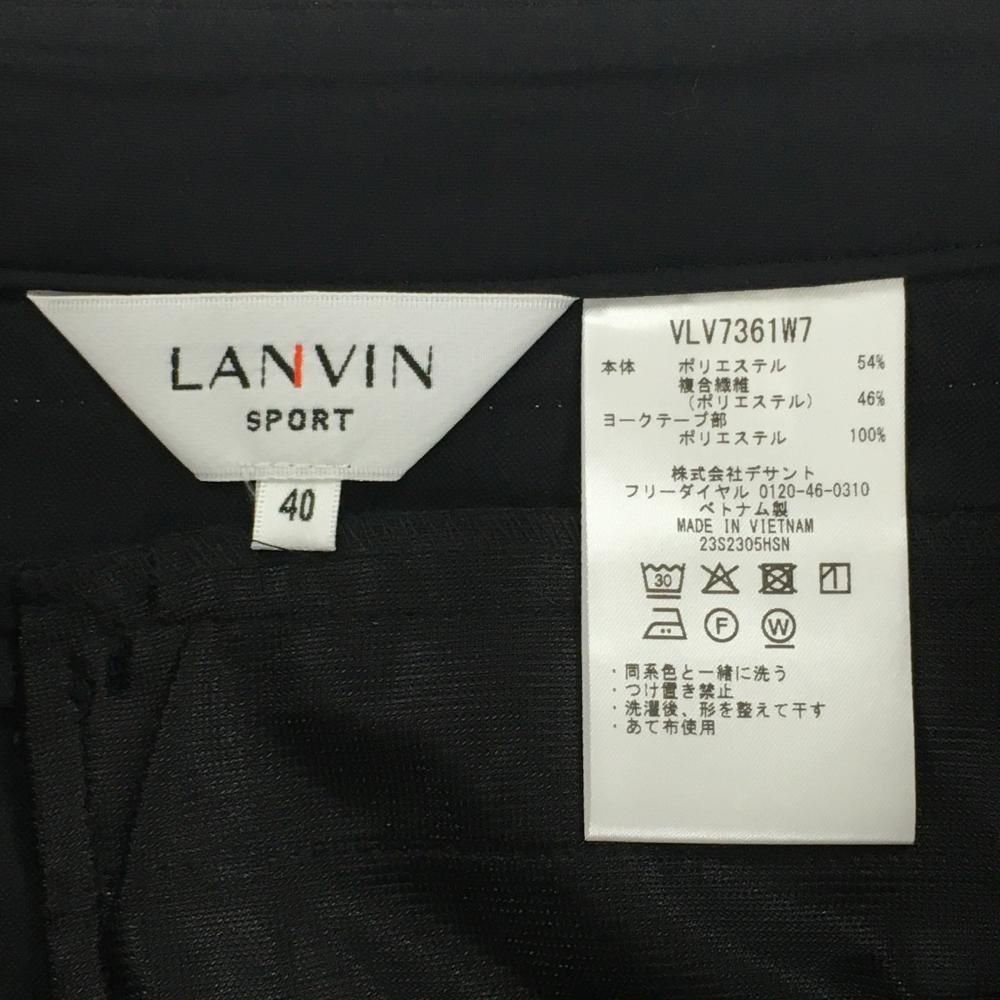 LANVIN
SPORT
40
VLV7361W7
本体 ポリエステル 54%
複合繊維
(ポリエステル) 46%
ヨークテープ部
ポリエステル 100%
株式会社デサント
フリーダイヤル 0120-46-0310
ベトナム製
MADE IN VIETNAM
23S2305HSN
30
F W
・同系色と一緒に洗う
・つけ置き禁止
・洗濯後、形を整えて干す
・あて布使用